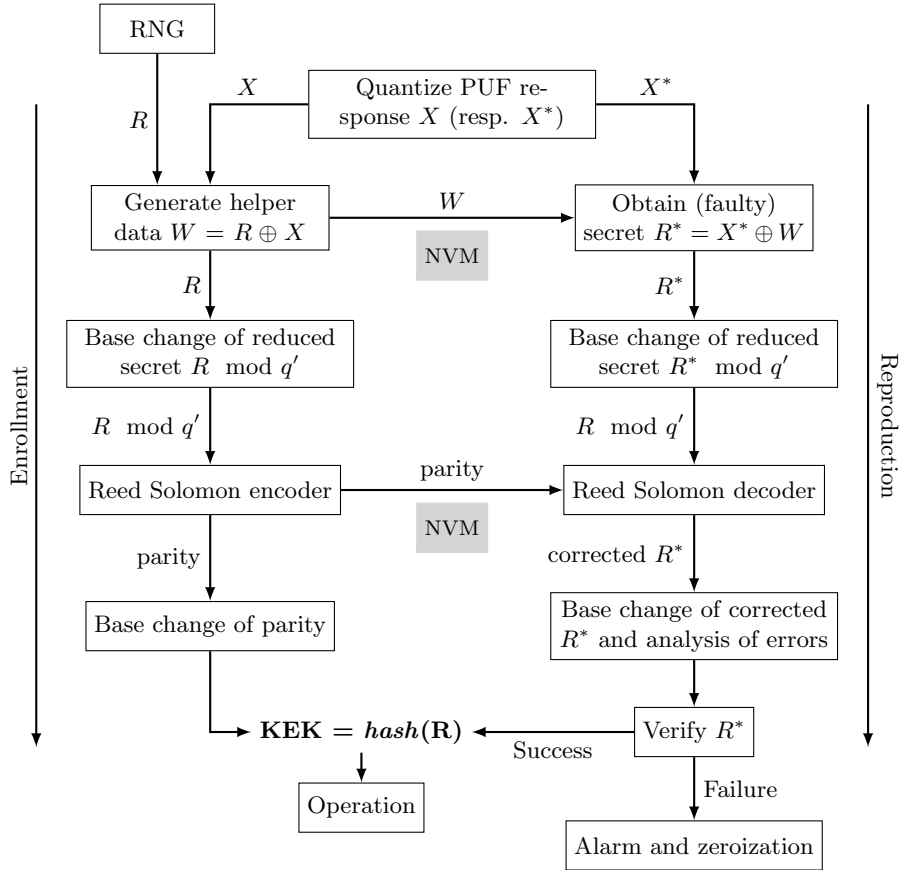 RNG
X
Quantize PUF re-
sponse X (resp. X*)
X*
R
Generate helper
data W = R ⊕ X
W
NVM
Obtain (faulty)
secret R* = X* ⊕ W
R
R*
Base change of reduced
secret R mod q′
Base change of reduced
secret R* mod q′
Enrollment
Reproduction
R mod q′
R mod q′
Reed Solomon encoder
parity
NVM
Reed Solomon decoder
parity
corrected R*
Base change of parity
Base change of corrected
R* and analysis of errors
KEK = hash(R)
Success
Verify R*
Operation
Failure
Alarm and zeroization